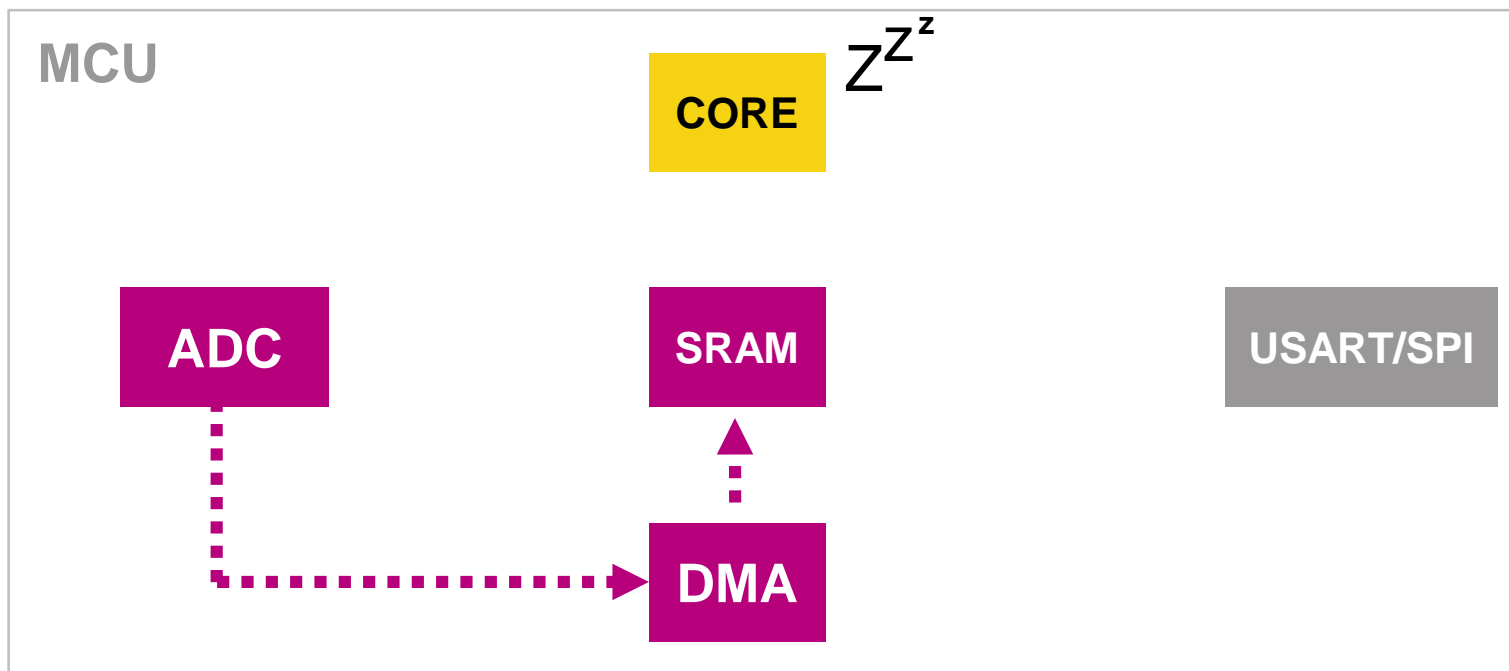 MCU
CORE
Z z z
ADC
SRAM
USART/SPI
DMA